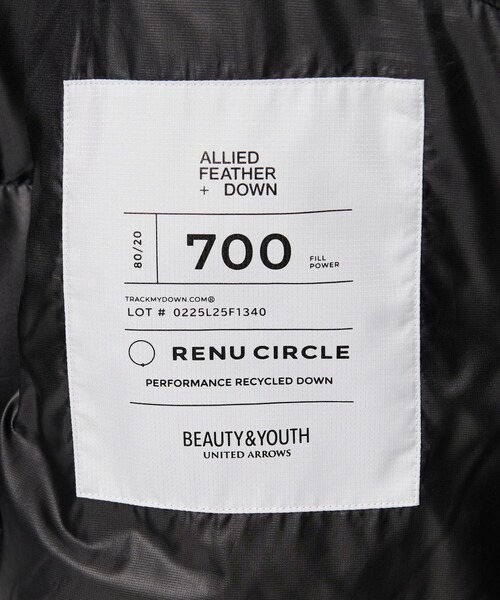 ALLIED
FEATHER
+ DOWN
80/20
700
FILL
POWER
TRACKMYDOWN.COM®
LOT # 0225L25F1340
RENU CIRCLE
PERFORMANCE RECYCLED DOWN
BEAUTY&YOUTH
UNITED ARROWS